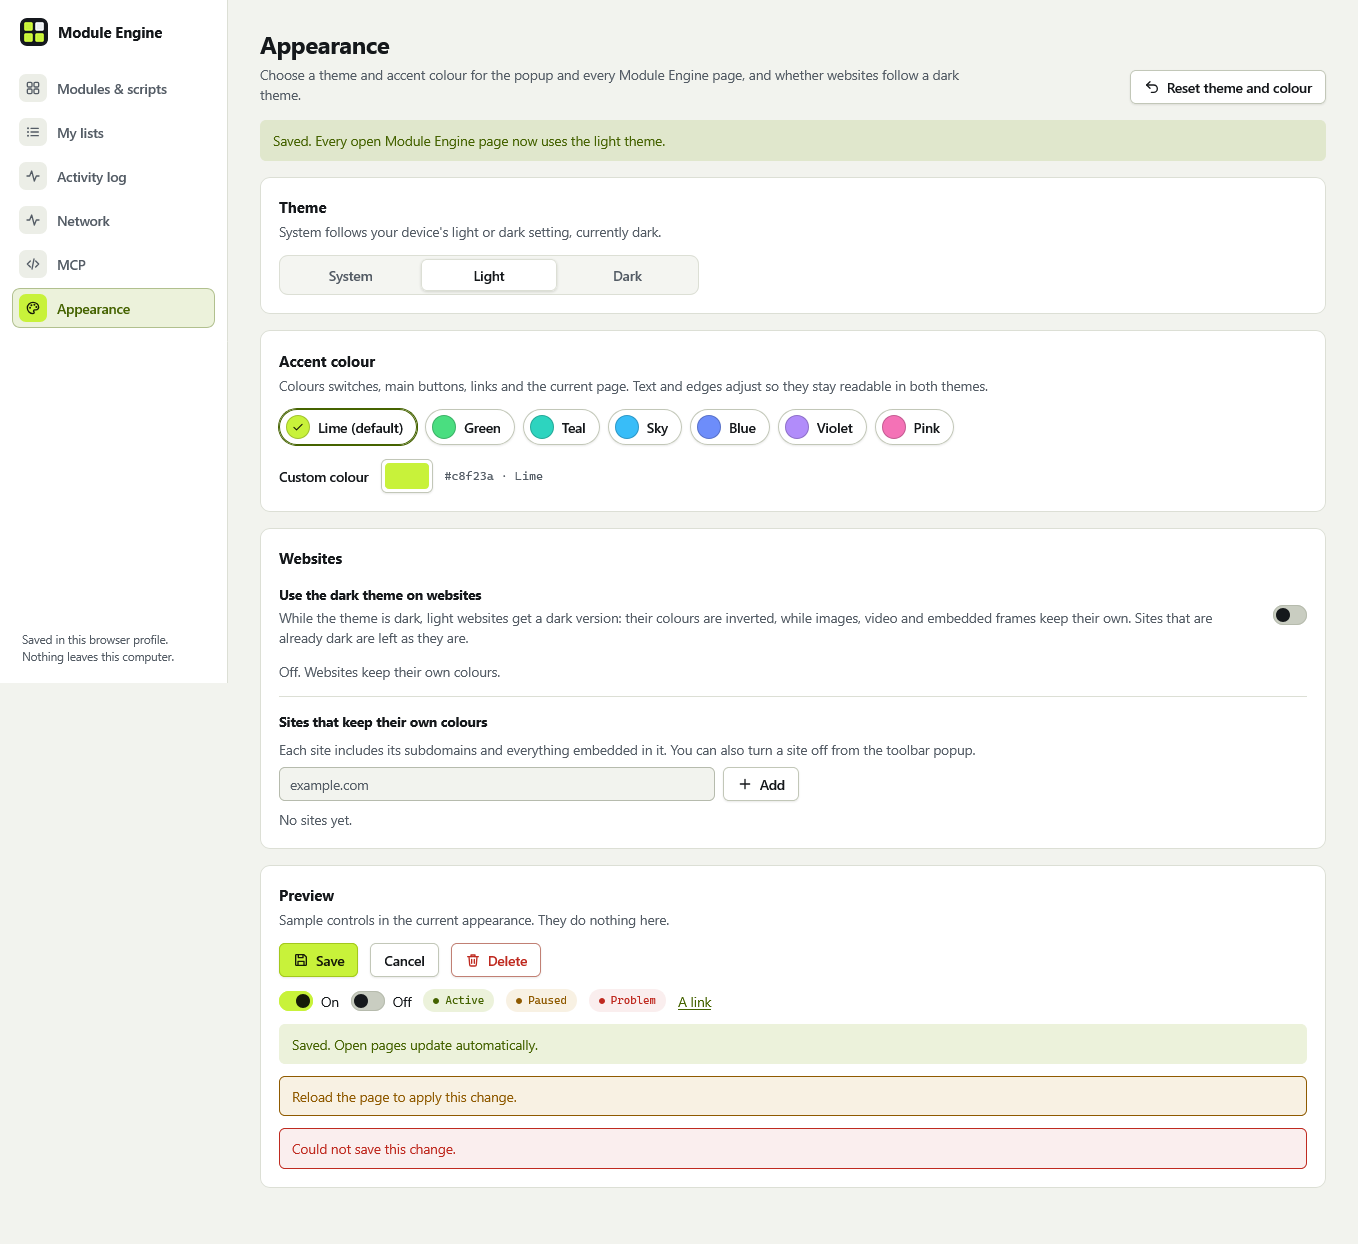 Module Engine
Modules & scripts
My lists
Activity log
Network
MCP
Appearance
Saved in this browser profile.
Nothing leaves this computer.
Appearance
Choose a theme and accent colour for the popup and every Module Engine page, and whether websites follow a dark
theme.
Reset theme and colour
Saved. Every open Module Engine page now uses the light theme.
Theme
System follows your device's light or dark setting, currently dark.
System Light Dark
Accent colour
Colours switches, main buttons, links and the current page. Text and edges adjust so they stay readable in both themes.
Lime (default) Green Teal Sky Blue Violet Pink
Custom colour #c8f23a · Lime
Websites
Use the dark theme on websites
While the theme is dark, light websites get a dark version: their colours are inverted, while images, video and embedded frames keep their own. Sites that are
already dark are left as they are.
Off. Websites keep their own colours.
Sites that keep their own colours
Each site includes its subdomains and everything embedded in it. You can also turn a site off from the toolbar popup.
example.com Add
No sites yet.
Preview
Sample controls in the current appearance. They do nothing here.
Save Cancel Delete
On Off Active Paused Problem A link
Saved. Open pages update automatically.
Reload the page to apply this change.
Could not save this change.